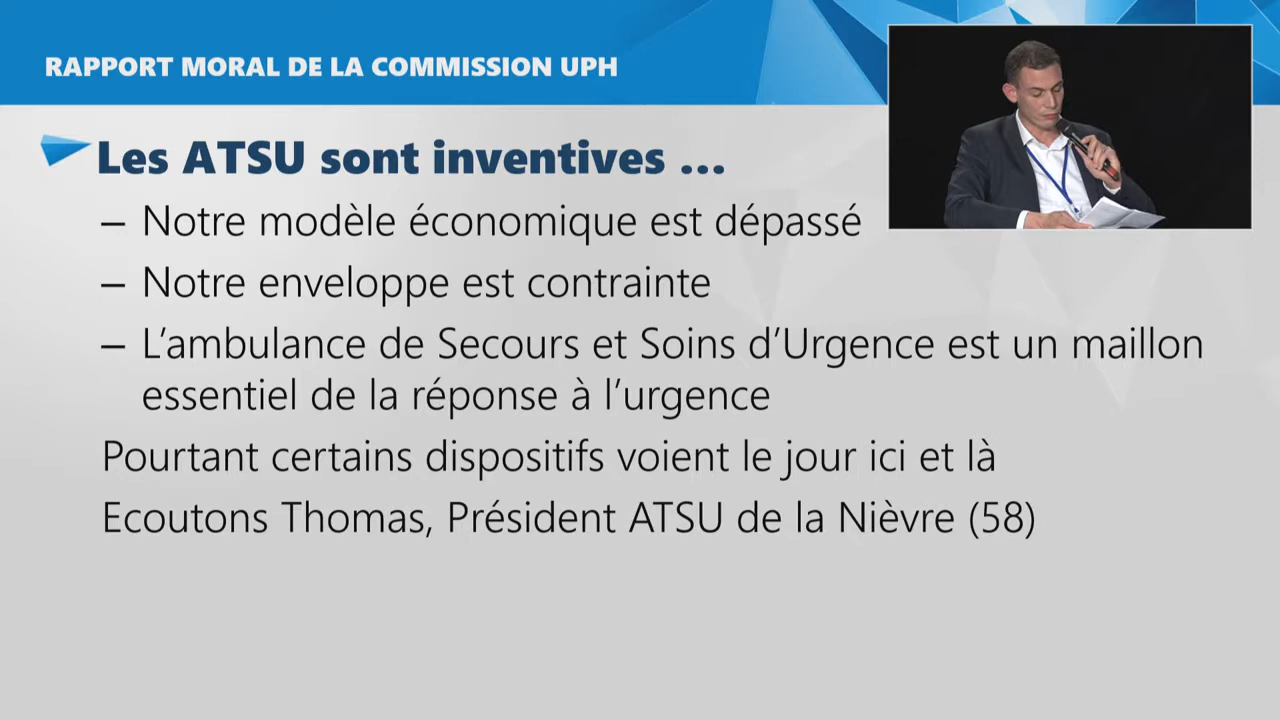 RAPPORT MORAL DE LA COMMISSION UPH
Les ATSU sont inventives ...
– Notre modèle économique est dépassé
– Notre enveloppe est contrainte
– L’ambulance de Secours et Soins d’Urgence est un maillon
essentiel de la réponse à l’urgence
Pourtant certains dispositifs voient le jour ici et là
Ecoutons Thomas, Président ATSU de la Nièvre (58)